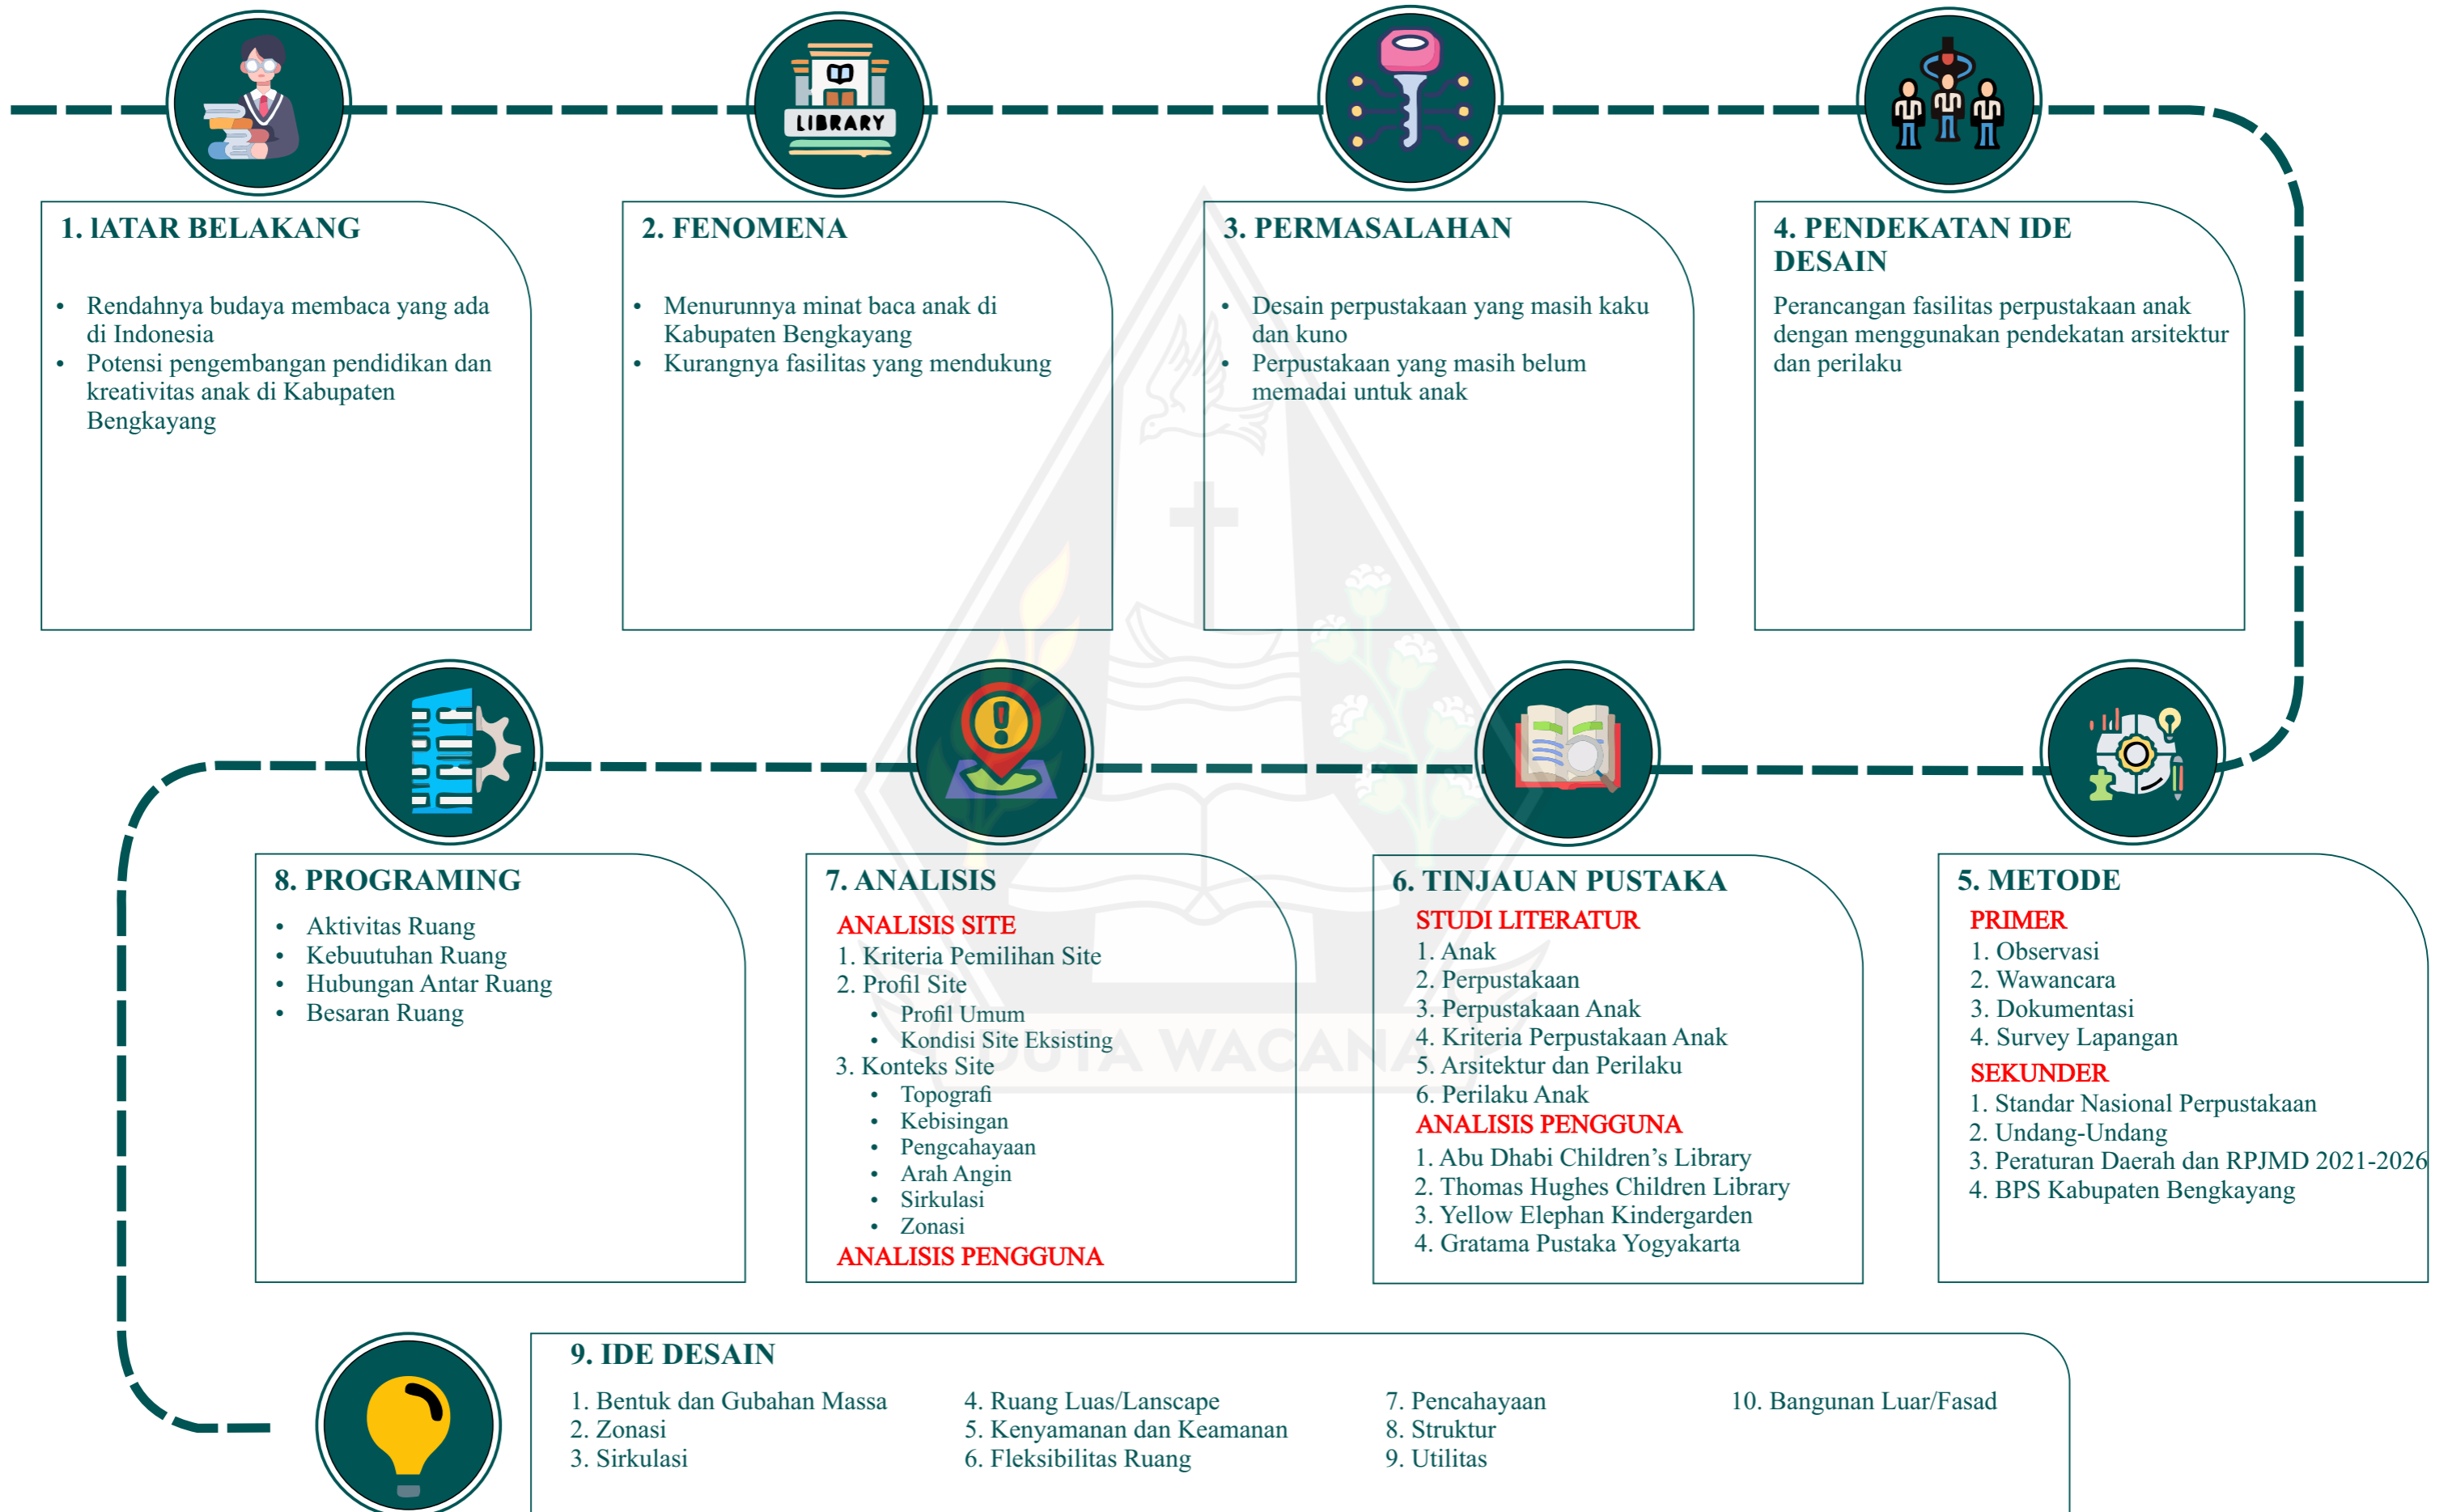 LIBRARY
1. lATAR BELAKANG
• Rendahnya budaya membaca yang ada
di Indonesia
• Potensi pengembangan pendidikan dan
kreativitas anak di Kabupaten
Bengkayang
2. FENOMENA
• Menurunnya minat baca anak di
Kabupaten Bengkayang
• Kurangnya fasilitas yang mendukung
3. PERMASALAHAN
• Desain perpustakaan yang masih kaku
dan kuno
• Perpustakaan yang masih belum
memadai untuk anak
4. PENDEKATAN IDE
DESAIN
Perancangan fasilitas perpustakaan anak
dengan menggunakan pendekatan arsitektur
dan perilaku
5. METODE
PRIMER
1. Observasi
2. Wawancara
3. Dokumentasi
4. Survey Lapangan
SEKUNDER
1. Standar Nasional Perpustakaan
2. Undang-Undang
3. Peraturan Daerah dan RPJMD 2021-2026
4. BPS Kabupaten Bengkayang
6. TINJAUAN PUSTAKA
STUDI LITERATUR
1. Anak
2. Perpustakaan
3. Perpustakaan Anak
4. Kriteria Perpustakaan Anak
5. Arsitektur dan Perilaku
6. Perilaku Anak
ANALISIS PENGGUNA
1. Abu Dhabi Children’s Library
2. Thomas Hughes Children Library
3. Yellow Elephan Kindergarden
4. Gratama Pustaka Yogyakarta
7. ANALISIS
ANALISIS SITE
1. Kriteria Pemilihan Site
2. Profil Site
• Profil Umum
• Kondisi Site Eksisting
3. Konteks Site
• Topografi
• Kebisingan
• Pengcahayaan
• Arah Angin
• Sirkulasi
• Zonasi
ANALISIS PENGGUNA
8. PROGRAMING
• Aktivitas Ruang
• Kebuutuhan Ruang
• Hubungan Antar Ruang
• Besaran Ruang
DUTA WACANA
9. IDE DESAIN
1. Bentuk dan Gubahan Massa
2. Zonasi
3. Sirkulasi
4. Ruang Luas/Lanscape
5. Kenyamanan dan Keamanan
6. Fleksibilitas Ruang
7. Pencahayaan
8. Struktur
9. Utilitas
10. Bangunan Luar/Fasad